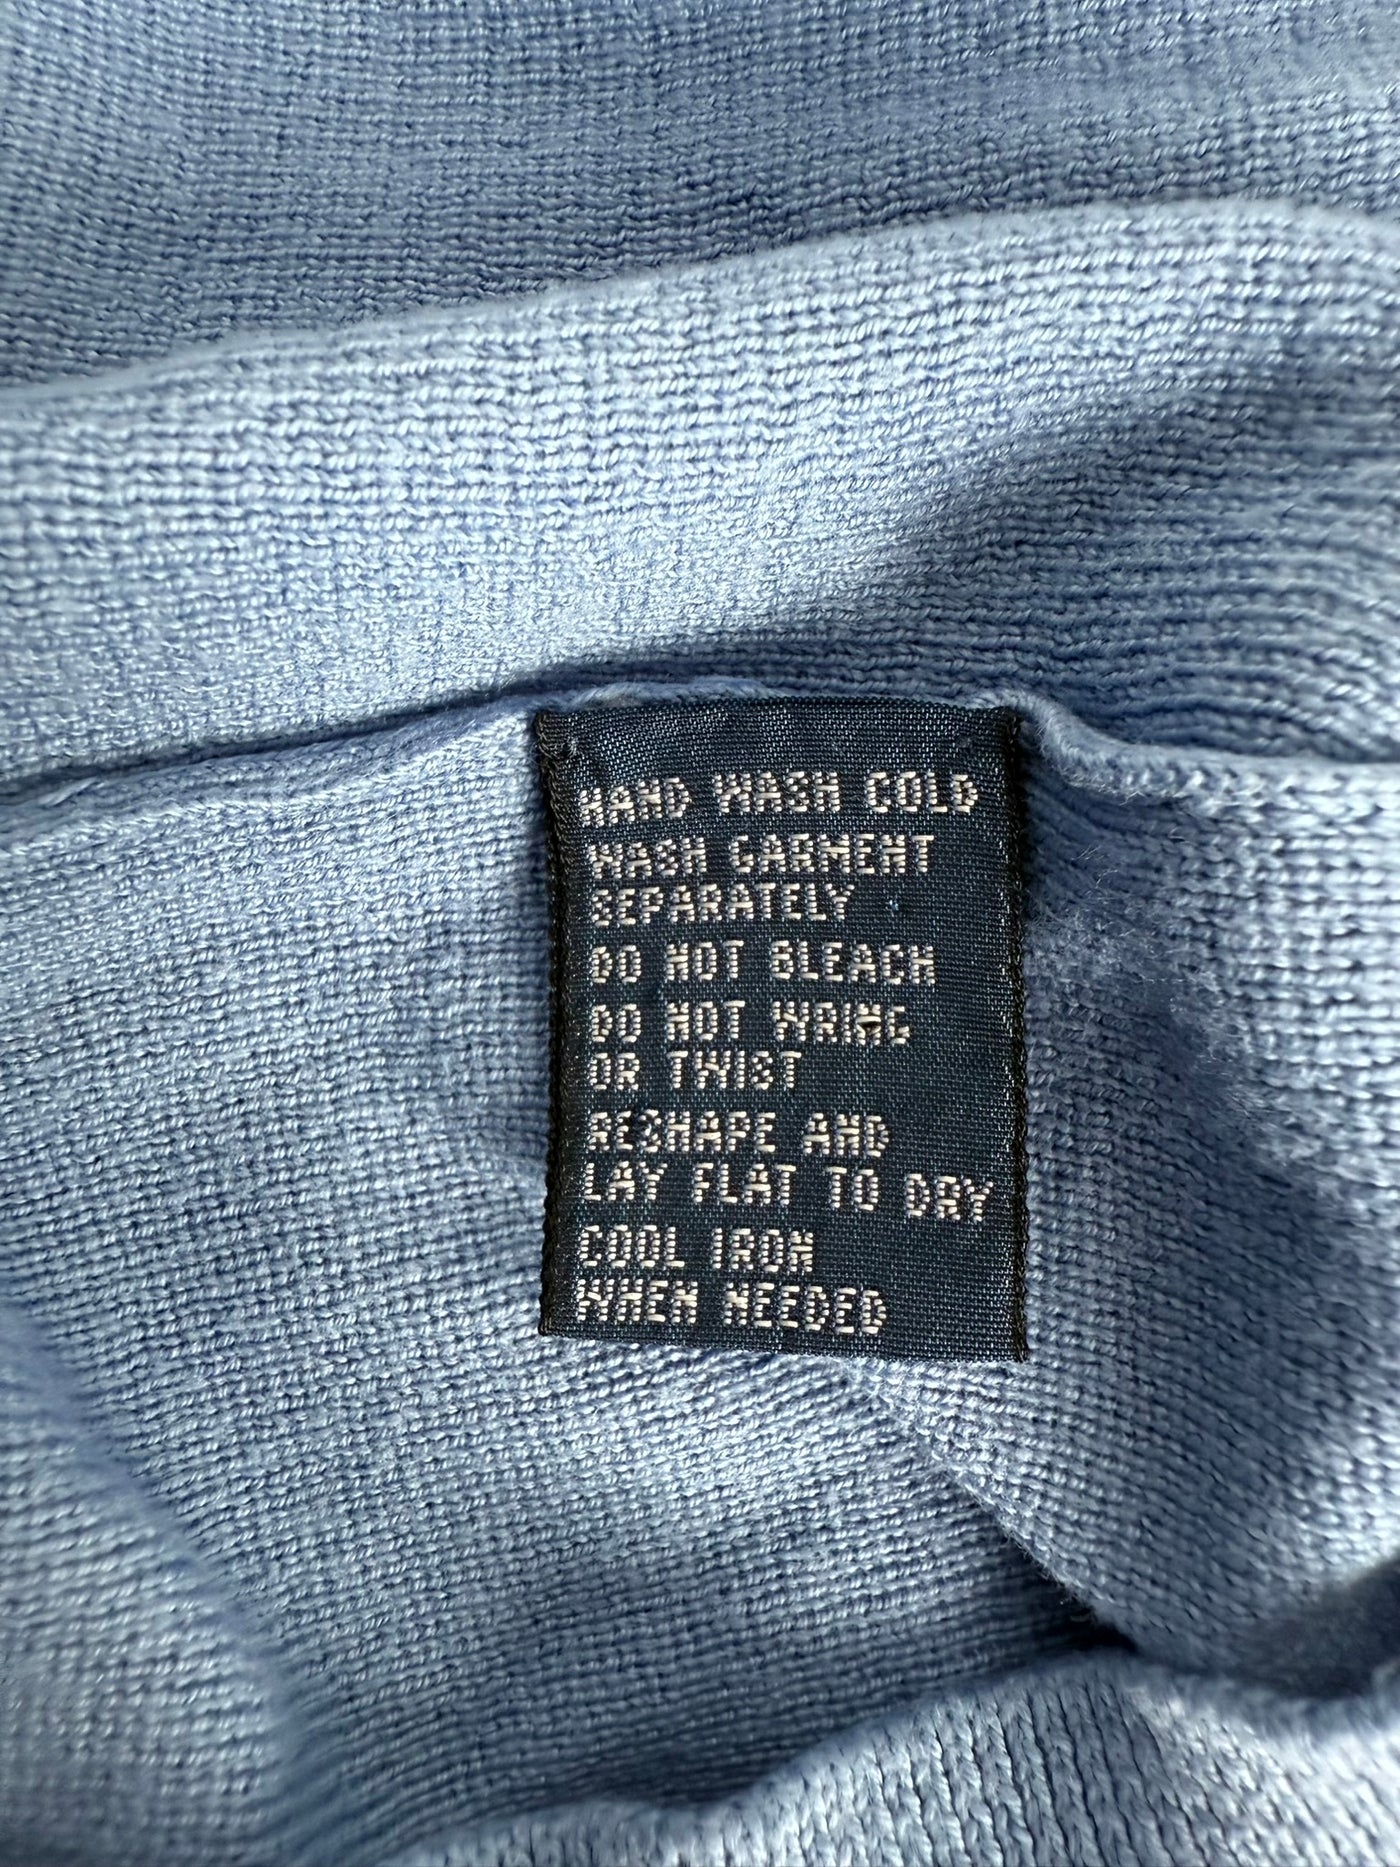 HAND WASH COLD
WASH GARMENT
SEPARATELY
DO NOT BLEACH
DO NOT WRING
OR TWIST
RESHAPE AND
LAY FLAT TO DRY
COOL IRON
WHEN NEEDED